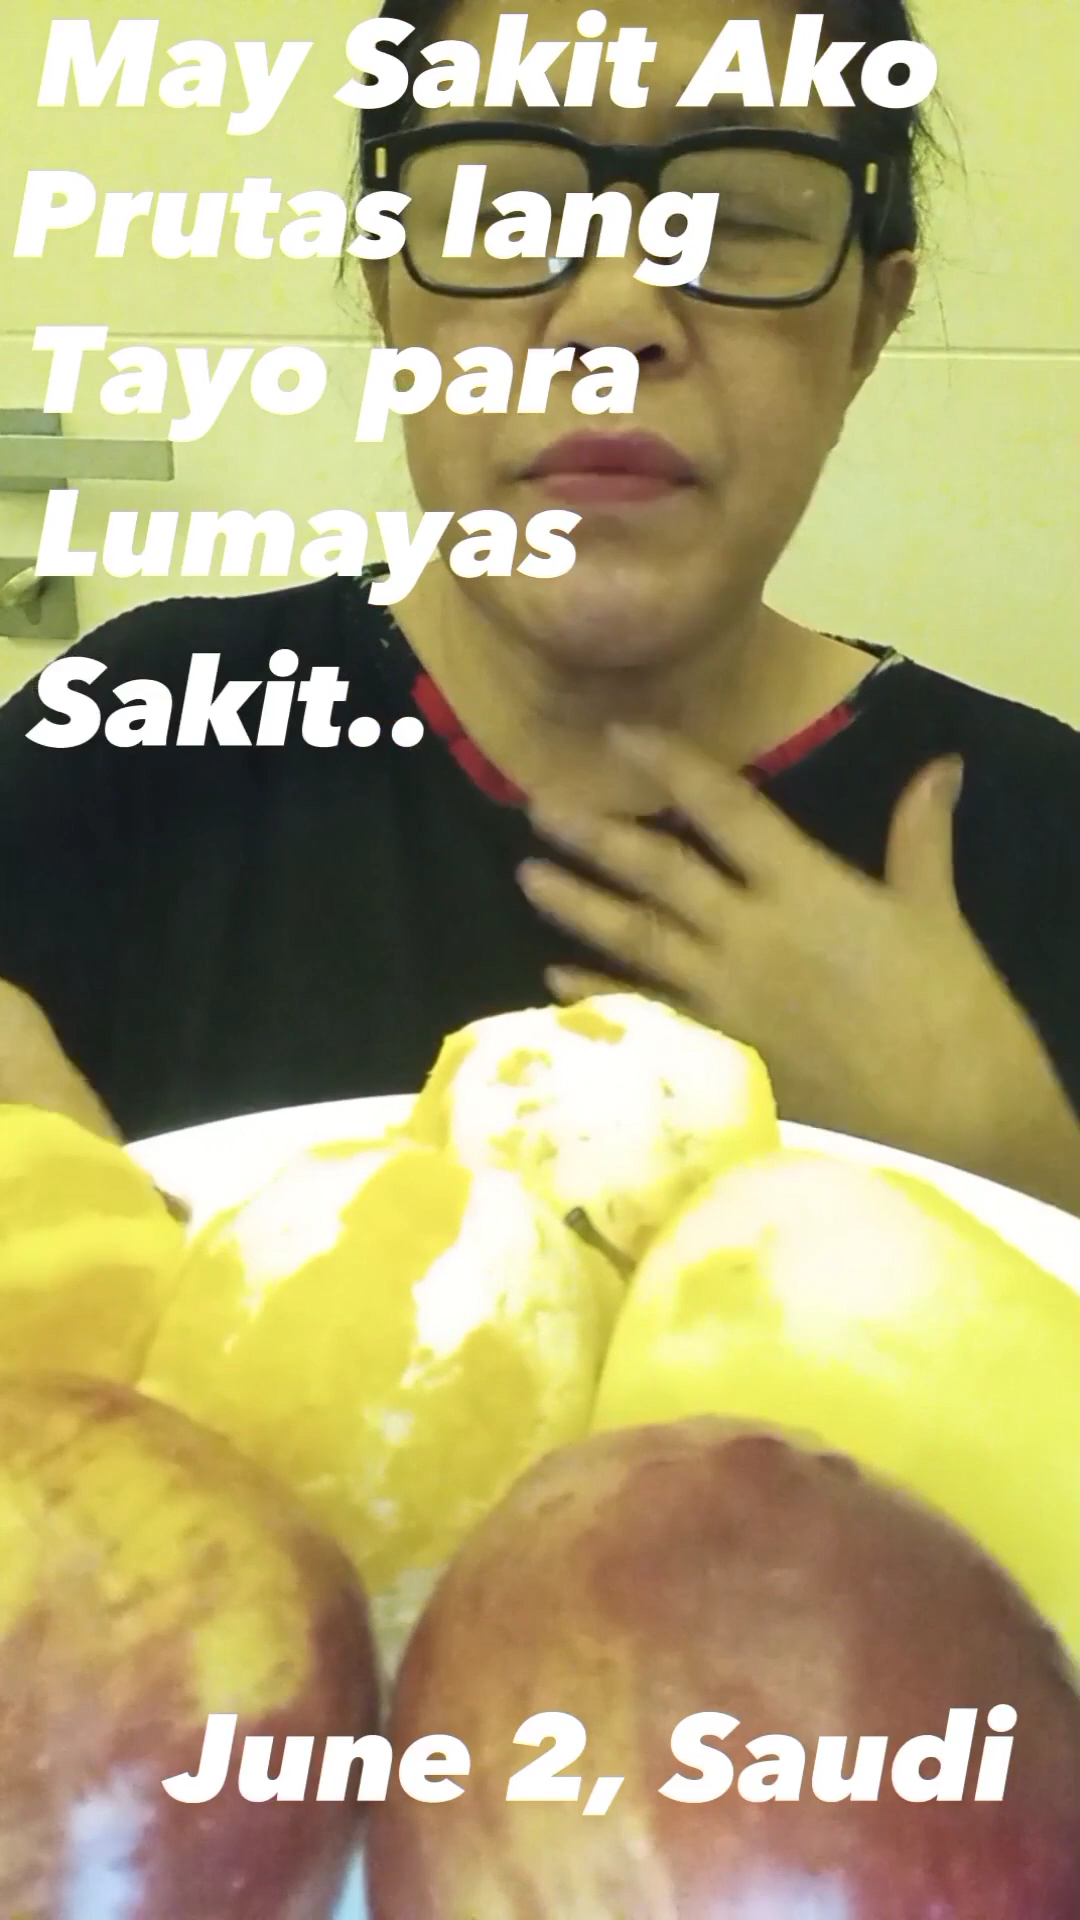 May Sakit Ako
Prutas lang
Tayo para
Lumayas
Sakit..
June 2, Saudi